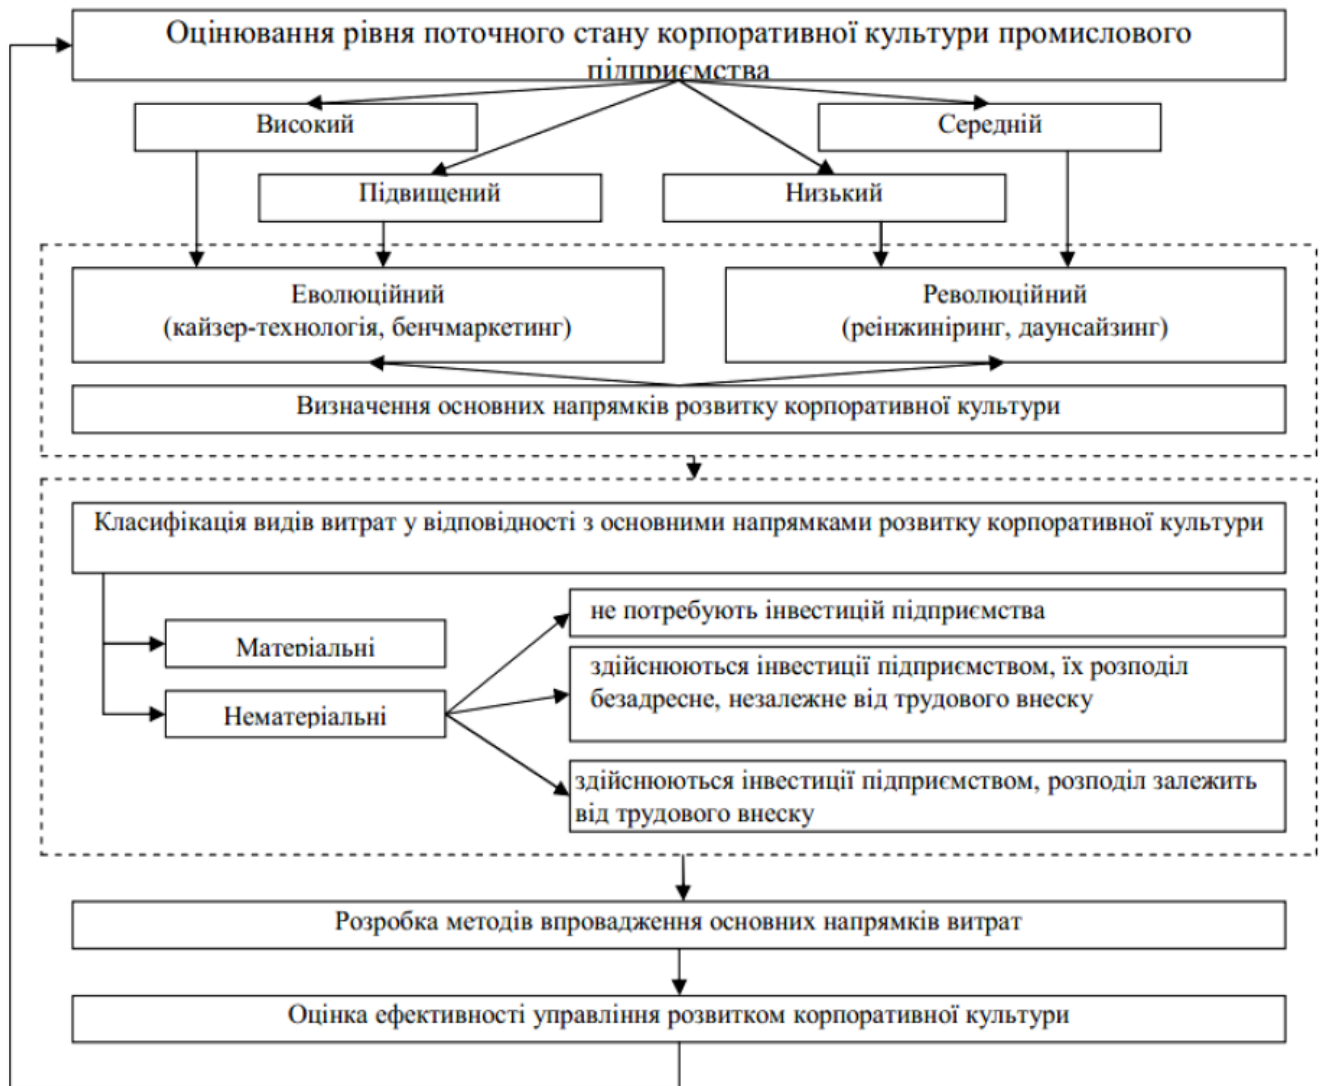 Оцінювання рівня поточного стану корпоративної культури промислового
підприємства
Високий
Середній
Підвищений
Низький
Еволюційний
(кайзер-технологія, бенчмаркетинг)
Революційний
(реінжиніринг, даунсайзинг)
Визначення основних напрямків розвитку корпоративної культури
Класифікація видів витрат у відповідності з основними напрямками розвитку корпоративної культури
не потребують інвестицій підприємства
Матеріальні
здійснюються інвестиції підприємством, їх розподіл
безадресне, незалежне від трудового внеску
Нематеріальні
здійснюються інвестиції підприємством, розподіл залежить
від трудового внеску
Розробка методів впровадження основних напрямків витрат
Оцінка ефективності управління розвитком корпоративної культури